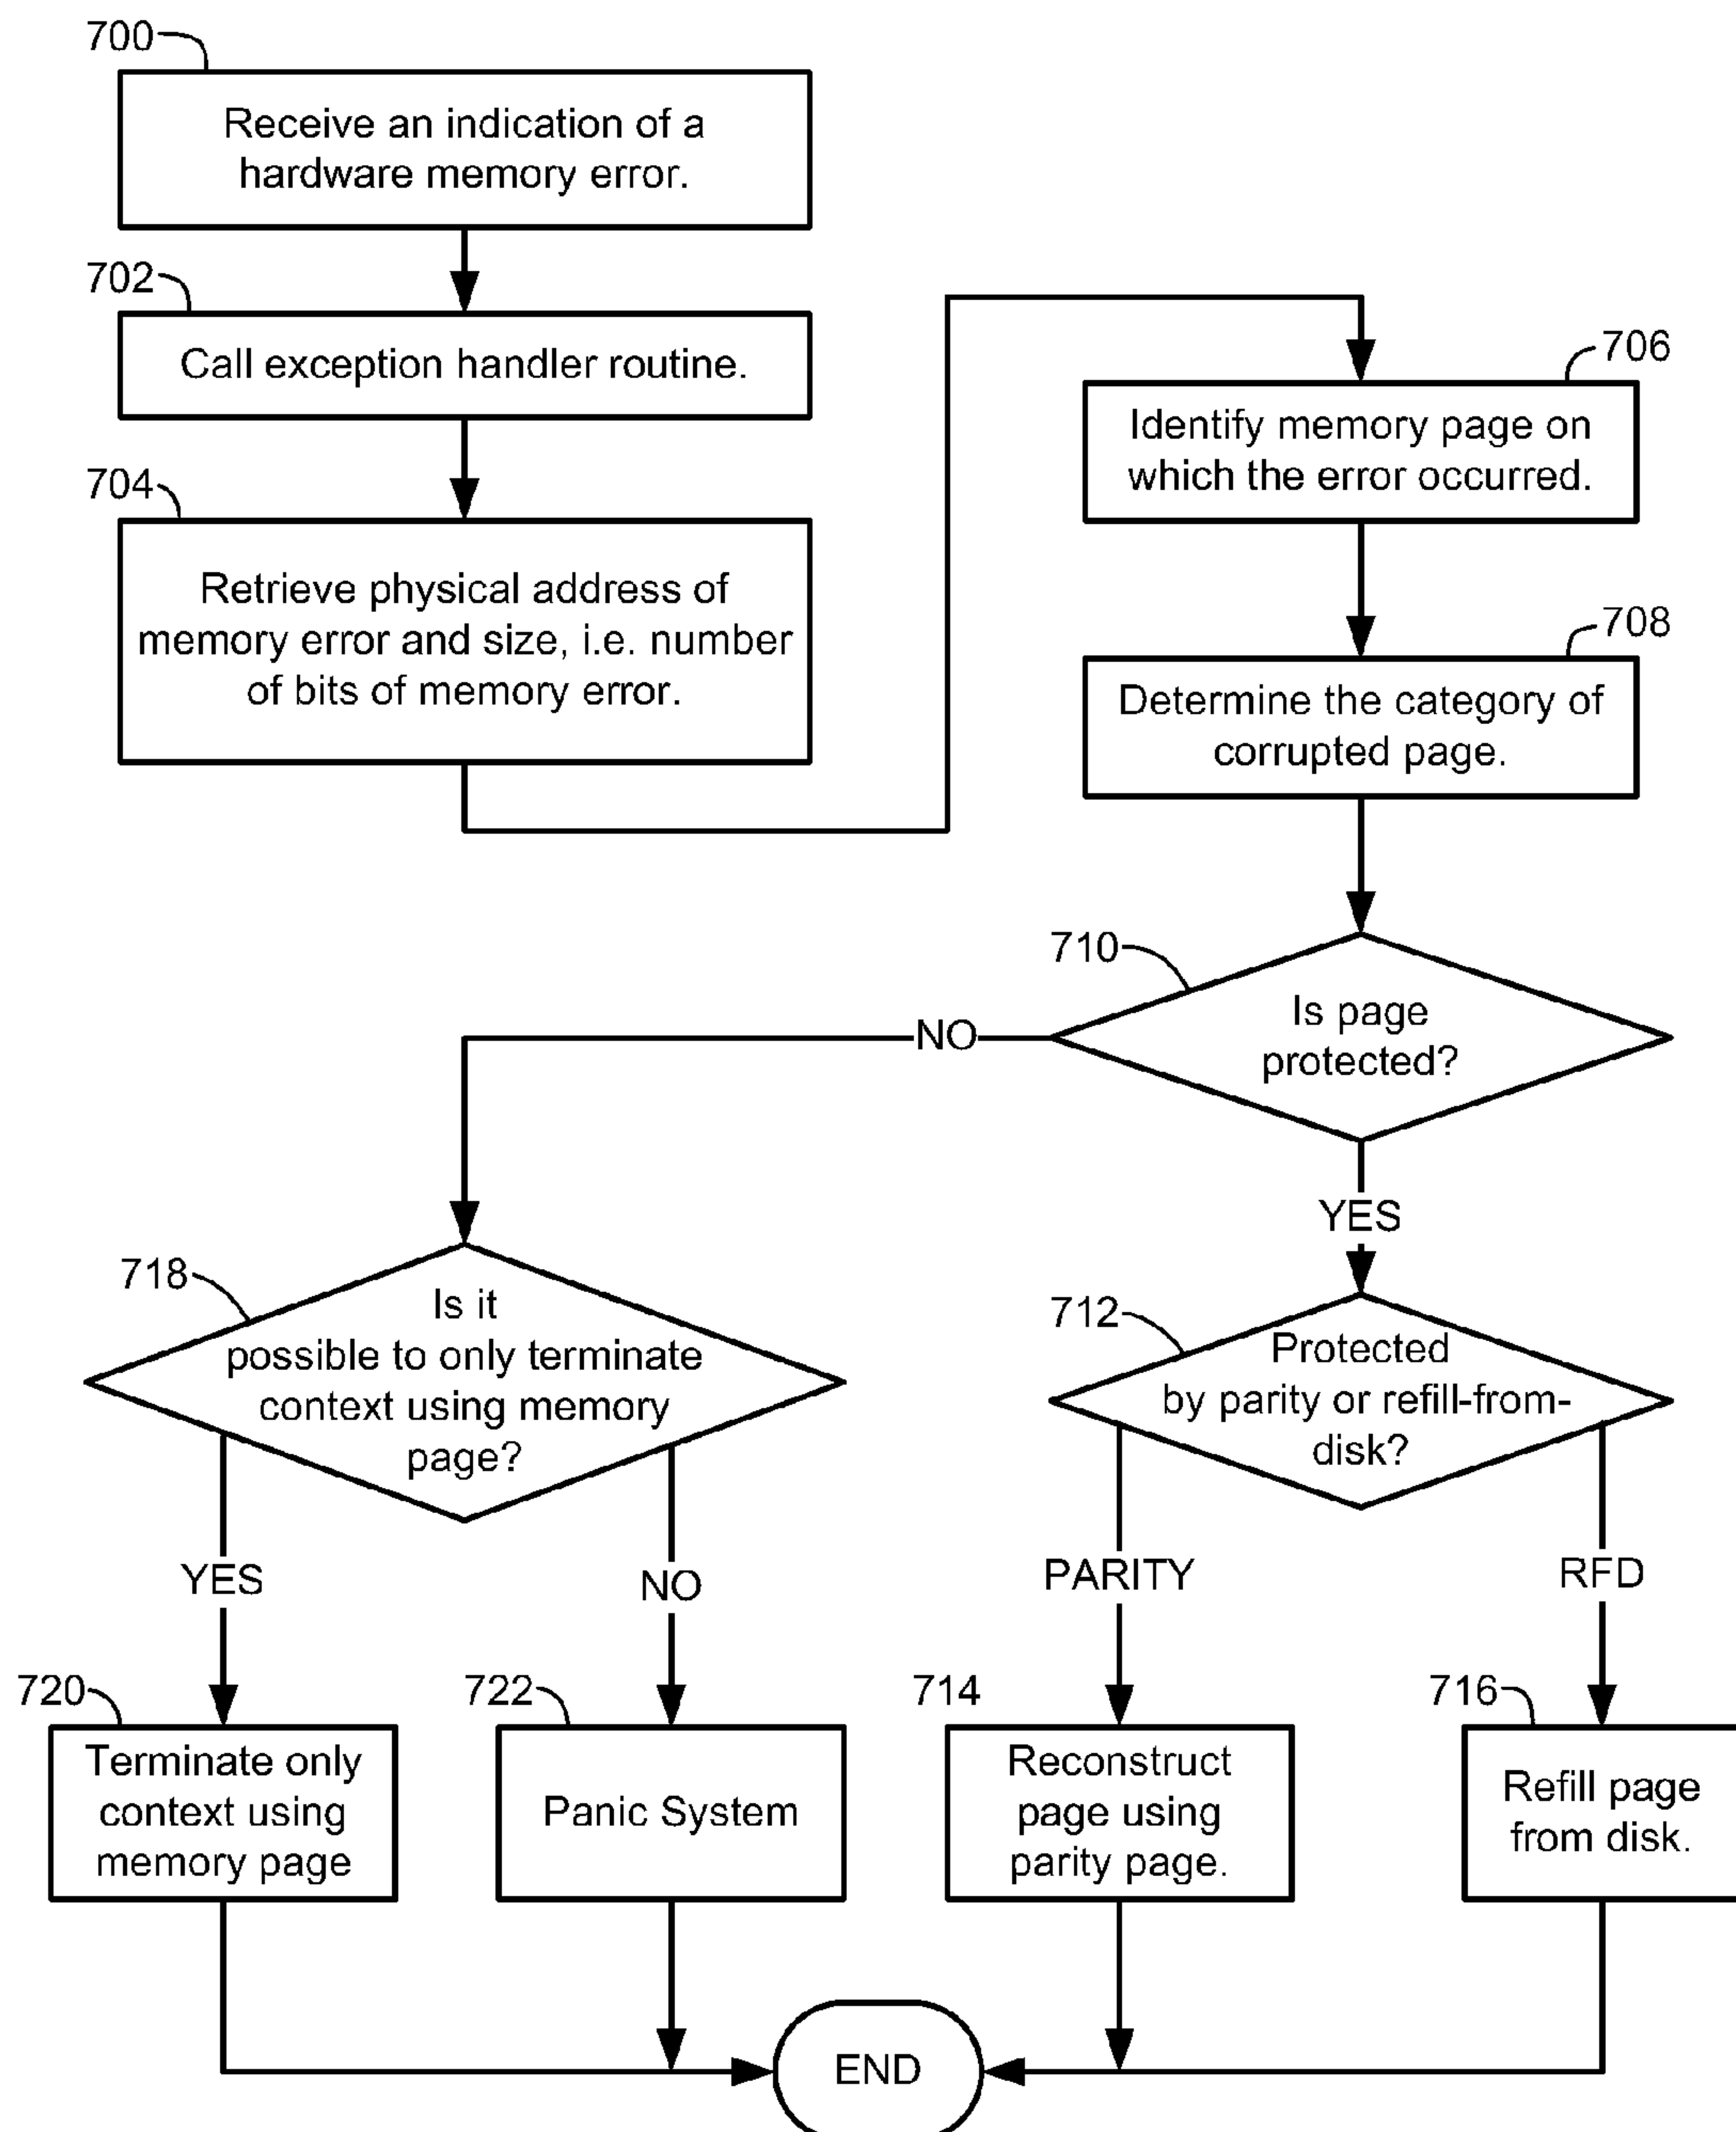 700
Receive an indication of a
hardware memory error.
702
Call exception handler routine.
704
Retrieve physical address of
memory error and size, i.e. number
of bits of memory error.
706
Identify memory page on
which the error occurred.
708
Determine the category of
corrupted page.
710
Is page
protected?
NO
YES
718
Is it
possible to only terminate
context using memory
page?
712
Protected
by parity or refill-from-
disk?
YES
NO
PARITY
RFD
720
Terminate only
context using
memory page
722
Panic System
714
Reconstruct
page using
parity page.
716
Refill page
from disk.
END